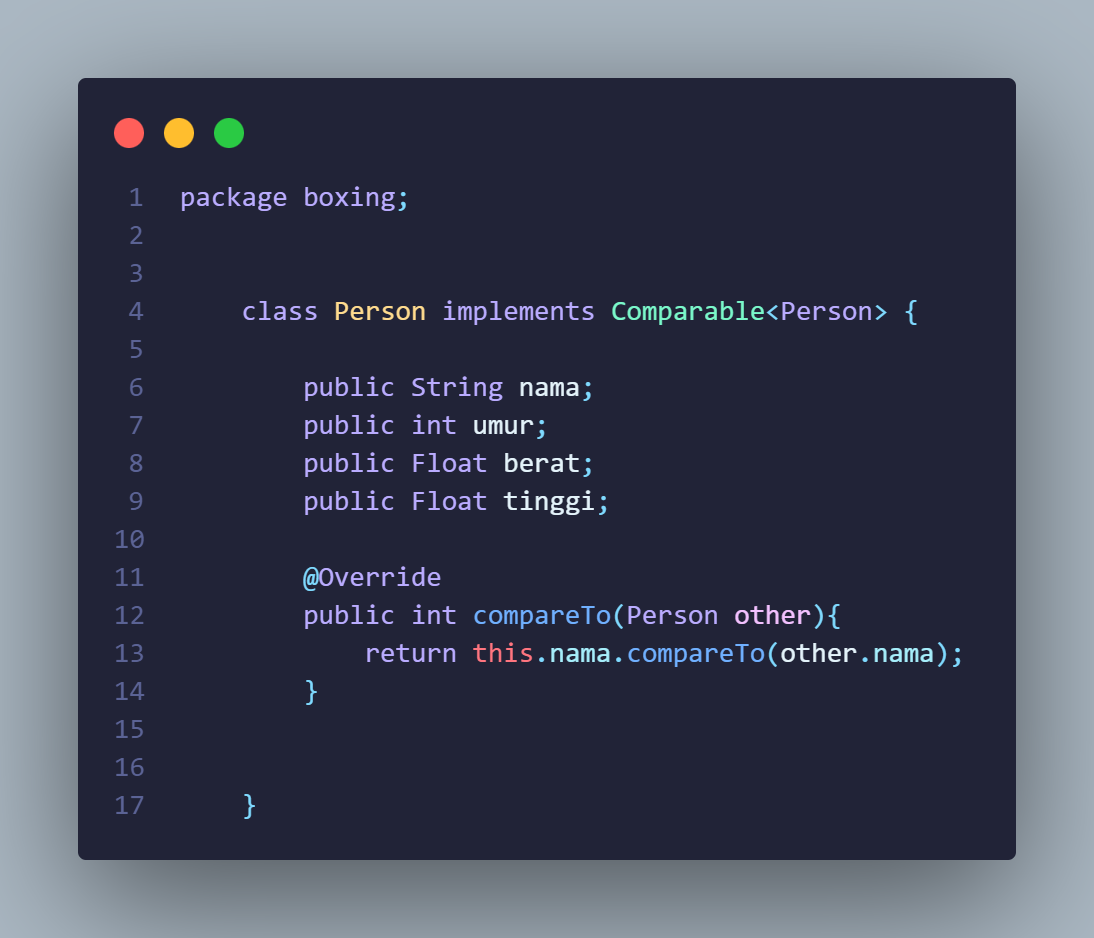 1 package boxing;
2
3
4 class Person implements Comparable<Person> {
5
6 public String nama;
7 public int umur;
8 public Float berat;
9 public Float tinggi;
10
11 @Override
12 public int compareTo(Person other){
13 return this.nama.compareTo(other.nama);
14 }
15
16
17 }